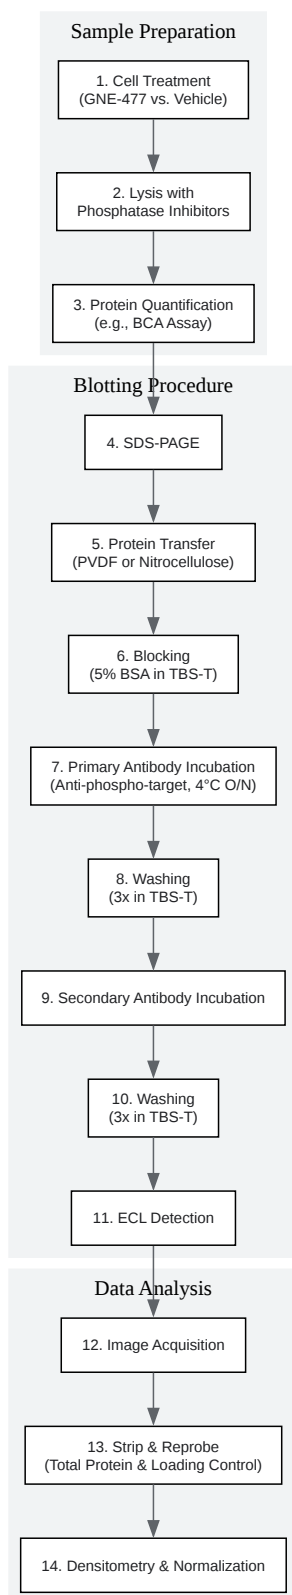 Sample Preparation
1. Cell Treatment
(GNE-477 vs. Vehicle)
2. Lysis with
Phosphatase Inhibitors
3. Protein Quantification
(e.g., BCA Assay)
Blotting Procedure
4. SDS-PAGE
5. Protein Transfer
(PVDF or Nitrocellulose)
6. Blocking
(5% BSA in TBS-T)
7. Primary Antibody Incubation
(Anti-phospho-target, 4°C O/N)
8. Washing
(3x in TBS-T)
9. Secondary Antibody Incubation
10. Washing
(3x in TBS-T)
11. ECL Detection
Data Analysis
12. Image Acquisition
13. Strip & Reprobe
(Total Protein & Loading Control)
14. Densitometry & Normalization